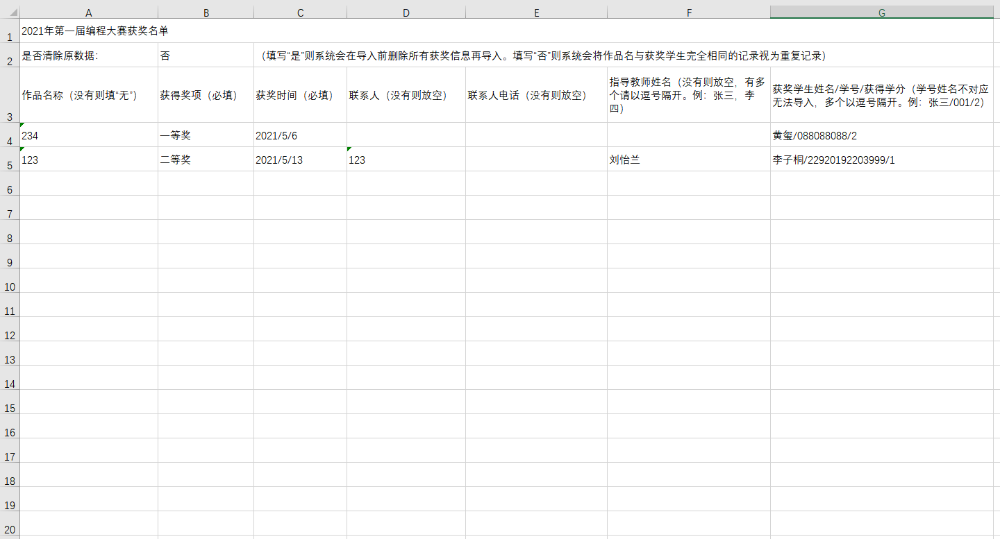 A B C D E F G
1 2021年第一届编程大赛获奖名单
2 是否清除原数据： 否 （填写“是”则系统会在导入前删除所有获奖信息再导入。填写“否”则系统会将作品名与获奖学生完全相同的记录视为重复记录）
3 作品名称（没有则填“无”） 获得奖项（必填） 获奖时间（必填） 联系人（没有则放空） 联系人电话（没有则放空）
指导教师姓名（没有则放空，有多
个请以逗号隔开。例：张三，李
四）
获奖学生姓名/学号/获得学分（学号姓名不对应
无法导入，多个以逗号隔开。例：张三/001/2）
4 234 一等奖 2021/5/6 黄玺/088088088/2
5 123 二等奖 2021/5/13 123 刘怡兰 李子桐/22920192203999/1
6
7
8
9
10
11
12
13
14
15
16
17
18
19
20